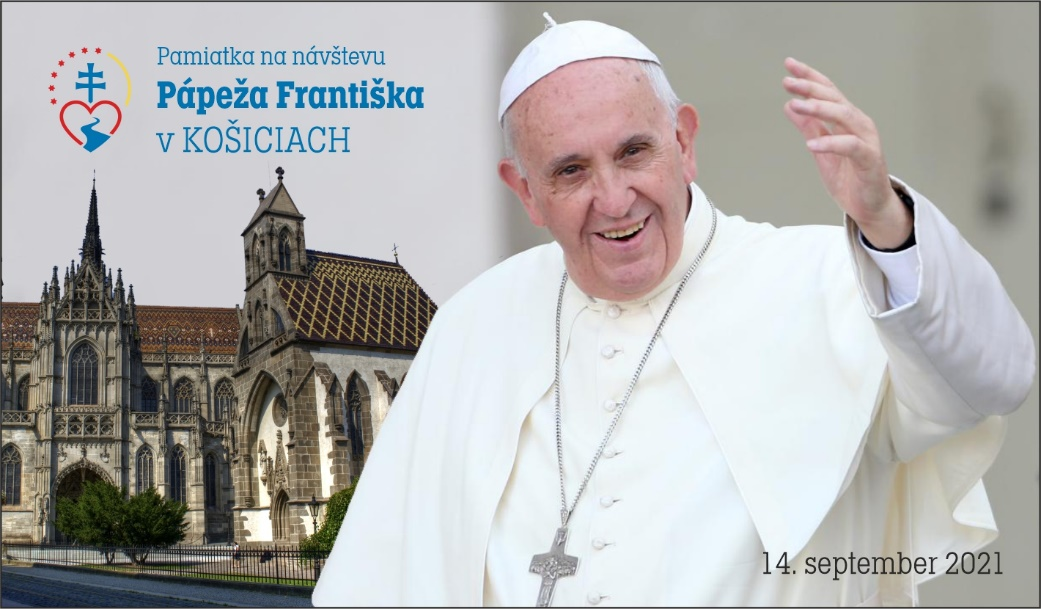 Pamiatka na návštevu
Pápeža Františka
v KOŠICIACH
14. september 2021